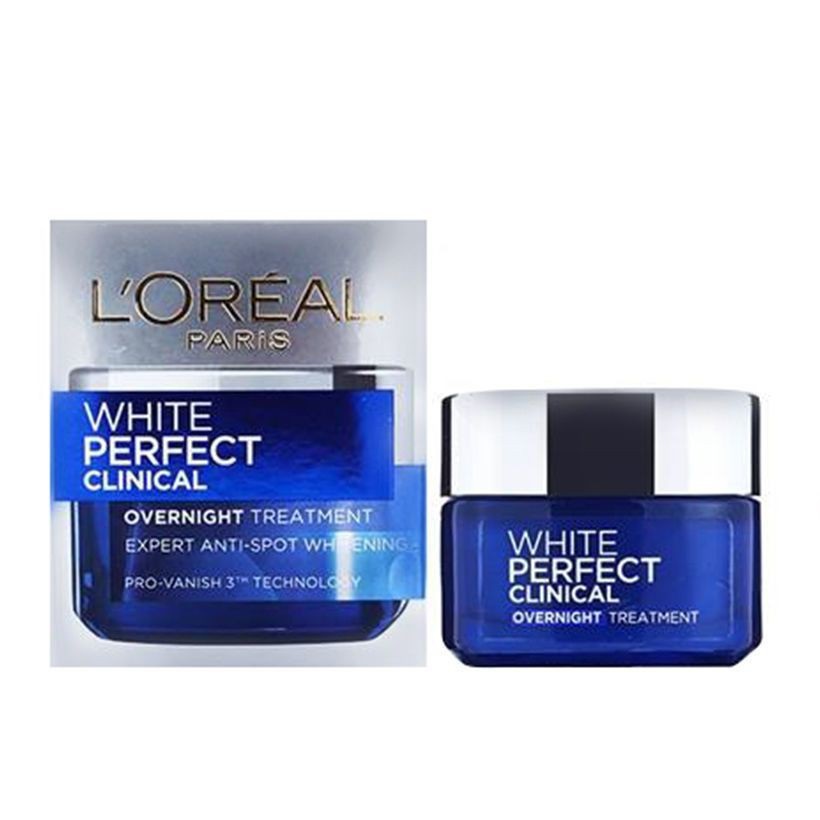 L'ORÉAL
PARiS
WHITE
PERFECT
CLINICAL
OVERNIGHT TREATMENT
EXPERT ANTI-SPOT WHITENING
PRO-VANISH 3™ TECHNOLOGY
WHITE
PERFECT
CLINICAL
OVERNIGHT TREATMENT